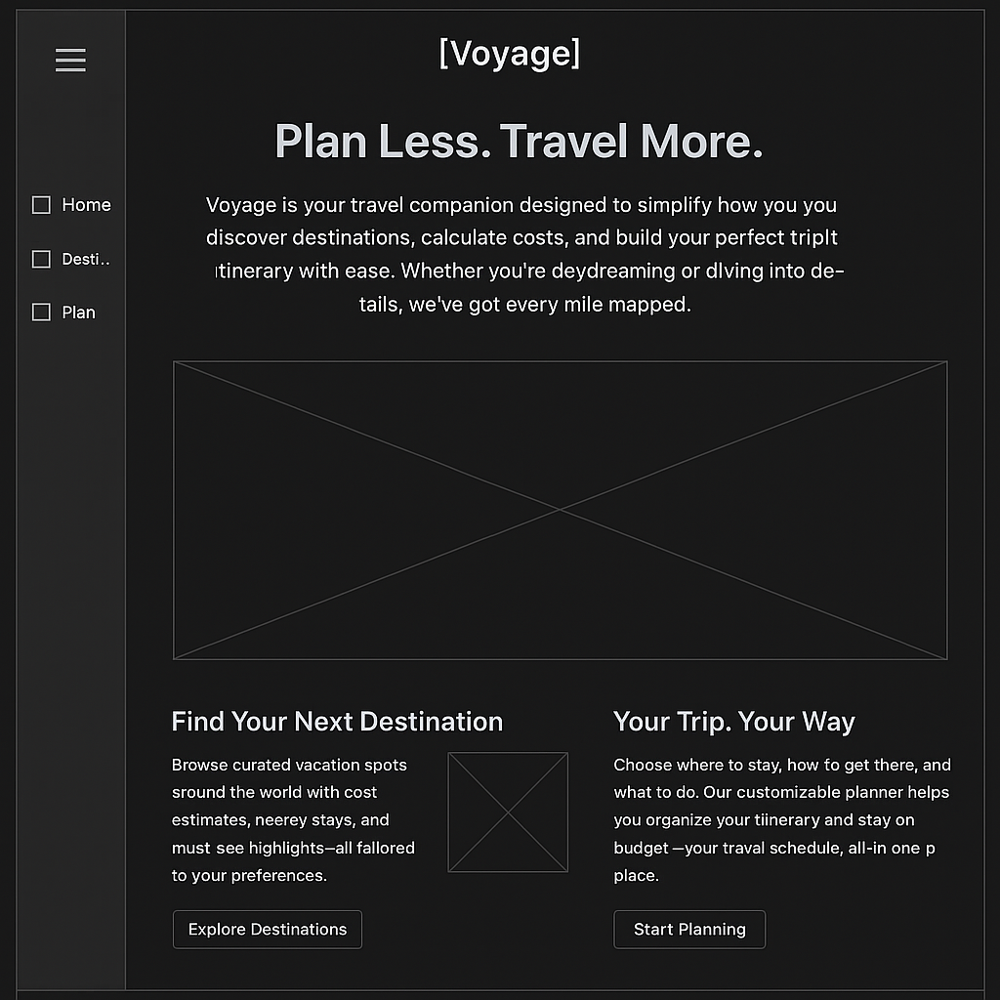 [Voyage]
Plan Less. Travel More.
Home
Desti..
Plan
Voyage is your travel companion designed to simplify how you you
discover destinations, calculate costs, and build your perfect tripIt
ıtinerary with ease. Whether you're deydreaming or dIving into de-
tails, we've got every mile mapped.
Find Your Next Destination
Browse curated vacation spots
sround the world with cost
estimates, neerey stays, and
must see highlights—all fallored
to your preferences.
Explore Destinations
Your Trip. Your Way
Choose where to stay, how fo get there, and
what to do. Our customizable planner helps
you organize your tiinerary and stay on
budget —your traval schedule, all-in one p
place.
Start Planning